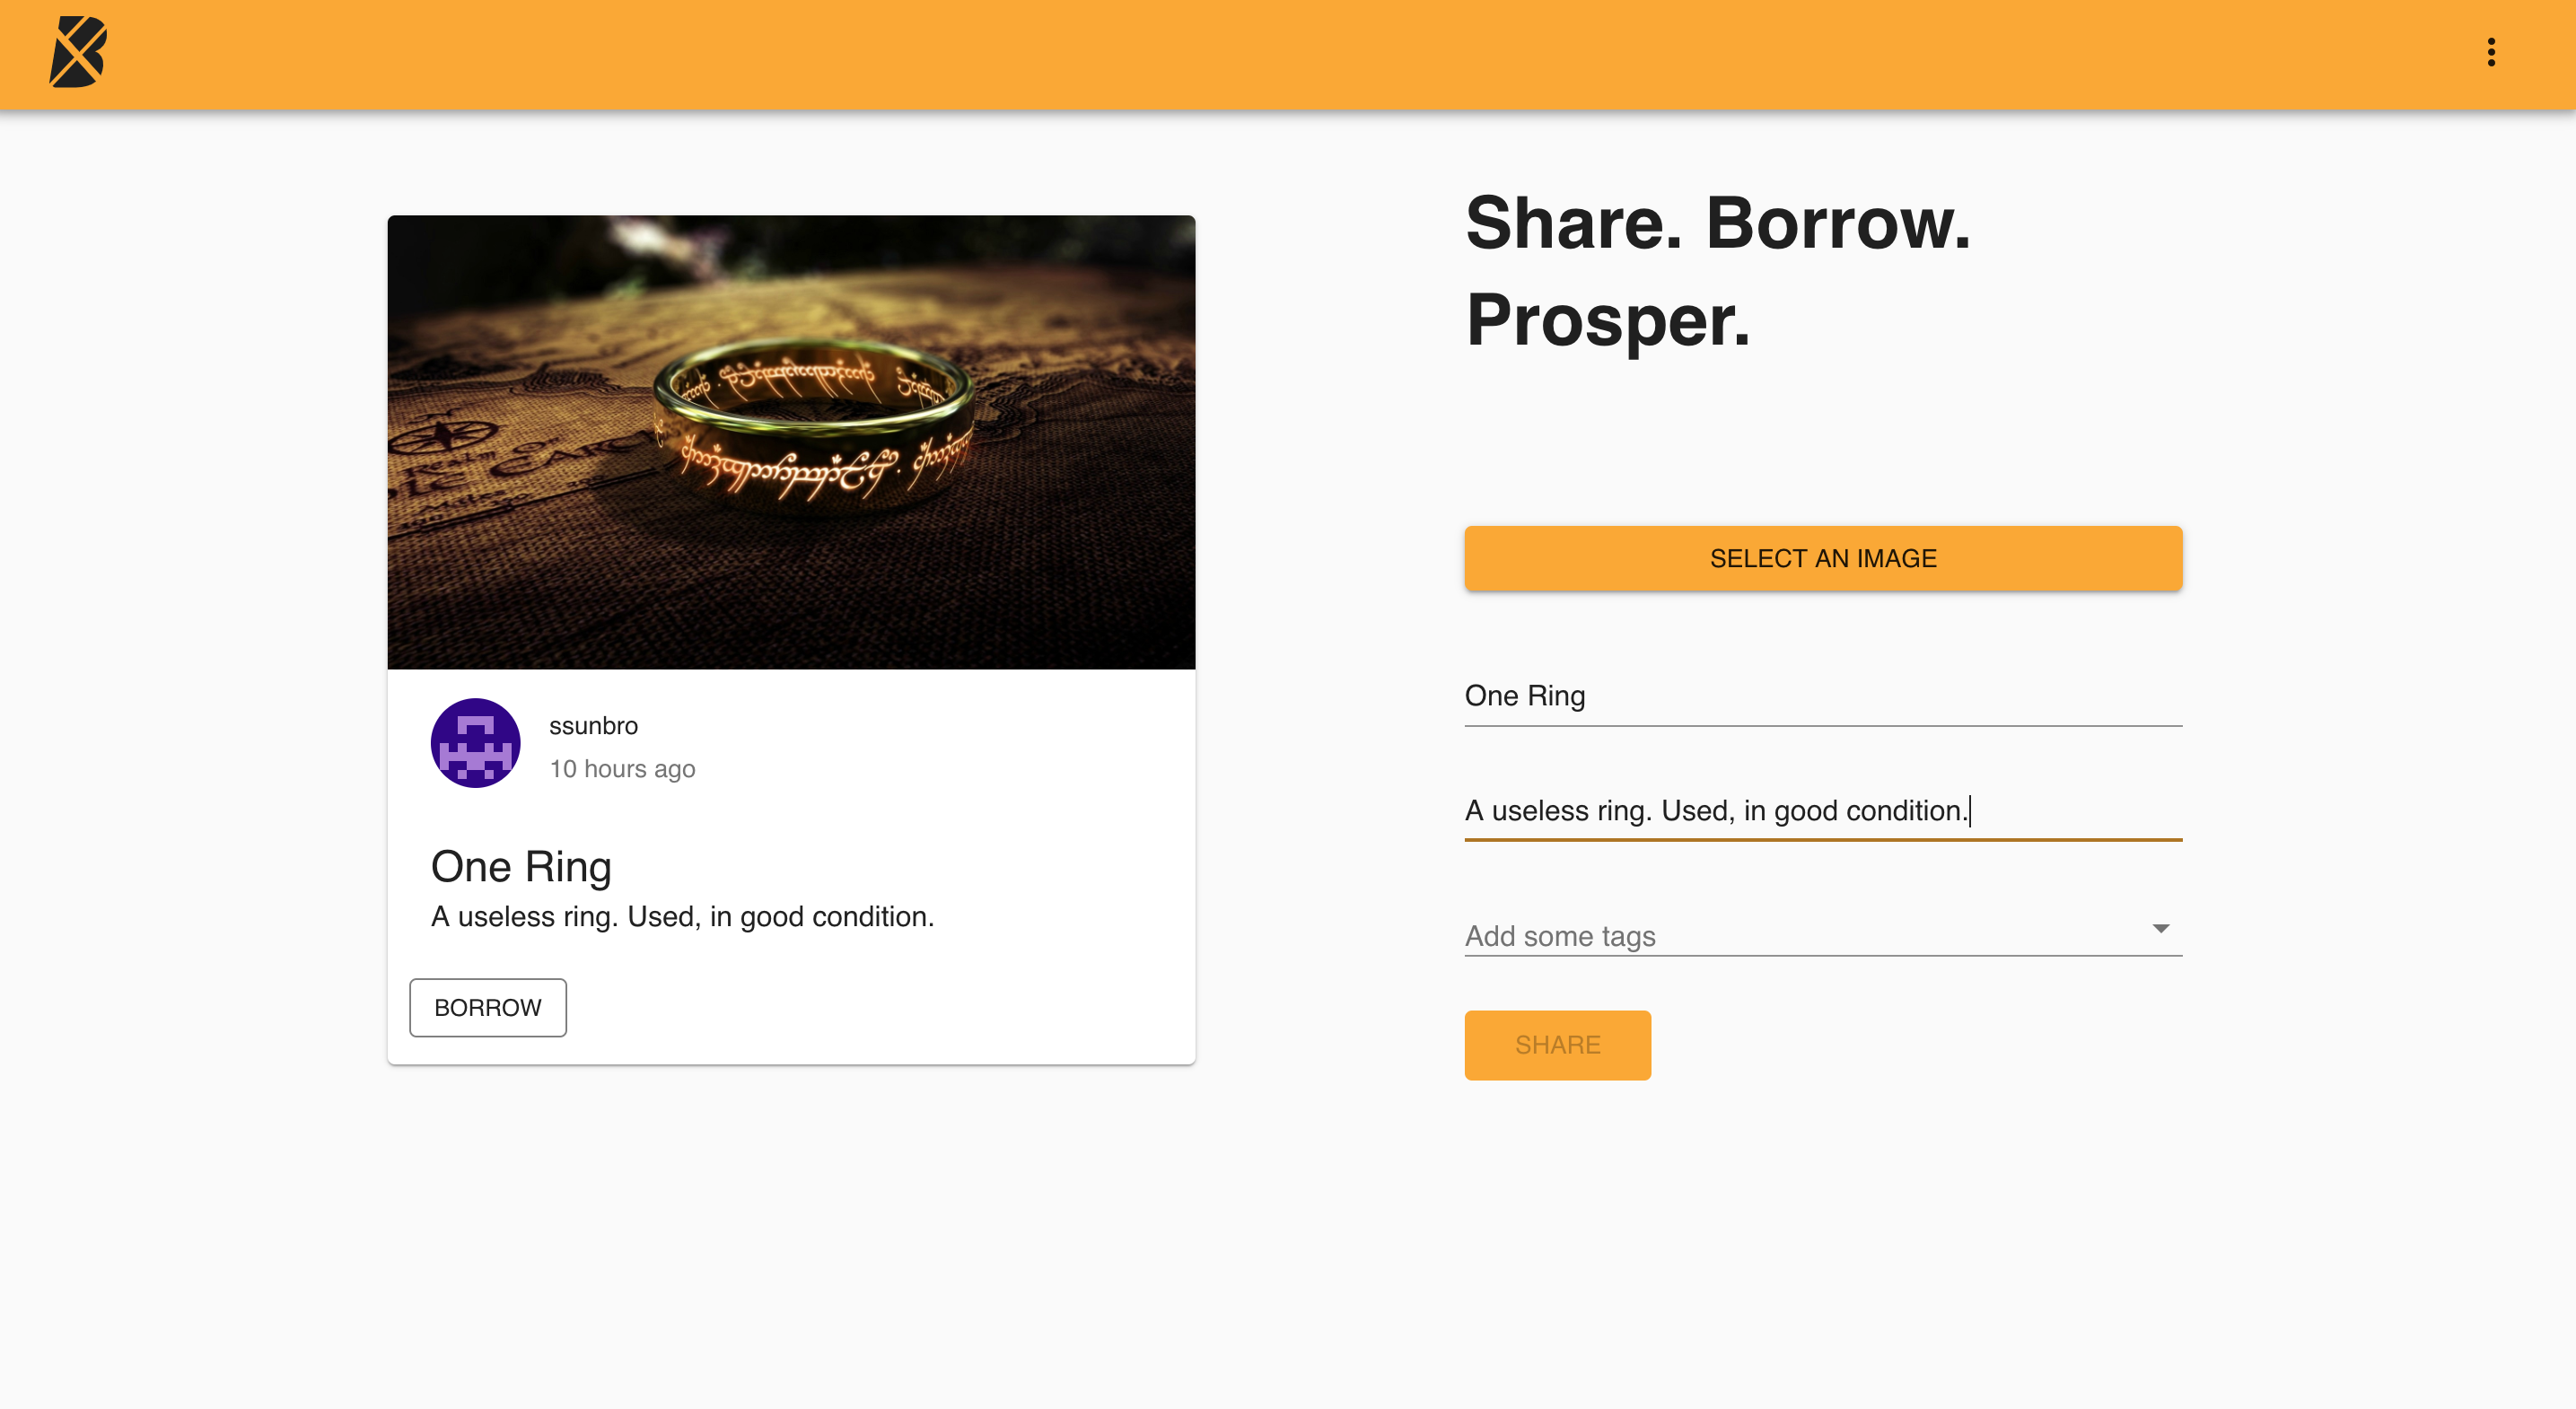 ssunbro
10 hours ago
One Ring
A useless ring. Used, in good condition.
BORROW
Share. Borrow.
Prosper.
SELECT AN IMAGE
One Ring
A useless ring. Used, in good condition.
Add some tags
SHARE